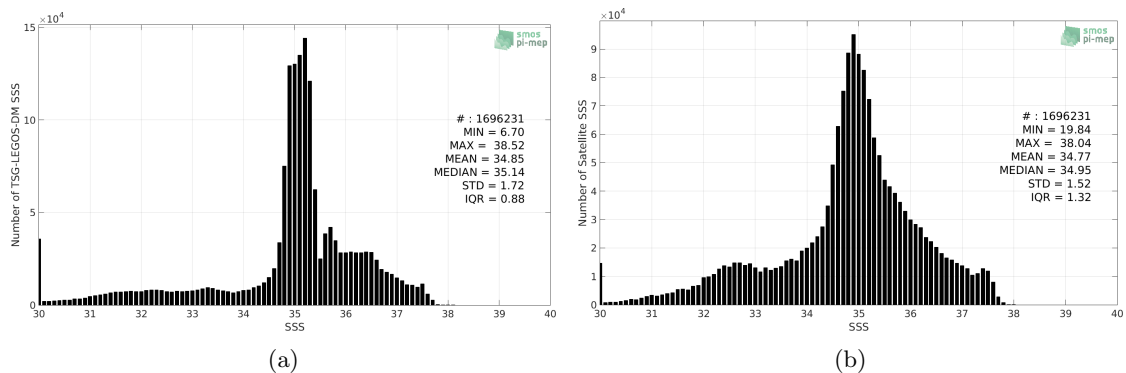 ×10⁴
15
10
5
0
Number of TSG-LEGOS-DM SSS
smos
pi-mep
# : 1696231
MIN = 6.70
MAX = 38.52
MEAN = 34.85
MEDIAN = 35.14
STD = 1.72
IQR = 0.88
30 31 32 33 34 35 36 37 38 39 40
SSS
(a)
×10⁴
9
8
7
6
5
4
3
2
1
0
Number of Satellite SSS
smos
pi-mep
# : 1696231
MIN = 19.84
MAX = 38.04
MEAN = 34.77
MEDIAN = 34.95
STD = 1.52
IQR = 1.32
30 31 32 33 34 35 36 37 38 39 40
SSS
(b)